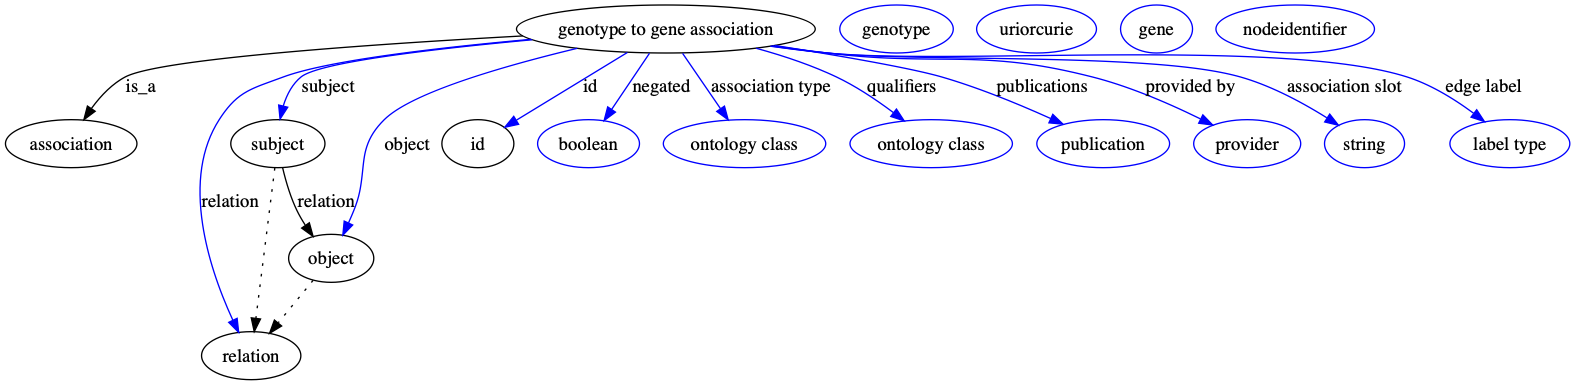 genotype to gene association
genotype
uriorcurie
gene
nodeidentifier
is_a
subject
object
id
negated
association type
qualifiers
publications
provided by
association slot
edge label
association
subject
id
boolean
ontology class
ontology class
publication
provider
string
label type
relation
relation
object
relation